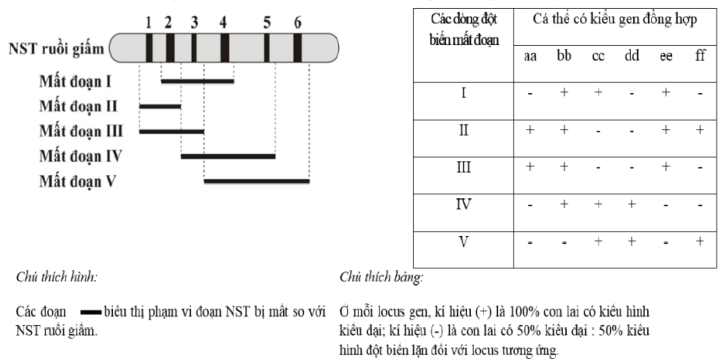 1 2 3 4 5 6
NST ruồi giấm
Mất đoạn I
Mất đoạn II
Mất đoạn III
Mất đoạn IV
Mất đoạn V
Các dòng đột biến mất đoạn
Cá thể có kiểu gen đồng hợp
aa bb cc dd ee ff
I - + + - + -
II + + - - + +
III + + - - + -
IV - + + + - -
V - - + + - +
Chú thích hình:
Các đoạn biểu thị phạm vi đoạn NST bị mất so với
NST ruồi giấm.
Chú thích bảng:
Ở mỗi locus gen, kí hiệu (+) là 100% con lai có kiểu hình
kiểu dại; kí hiệu (-) là con lai có 50% kiểu dại : 50% kiểu
hình đột biến lặn đối với locus tương ứng.